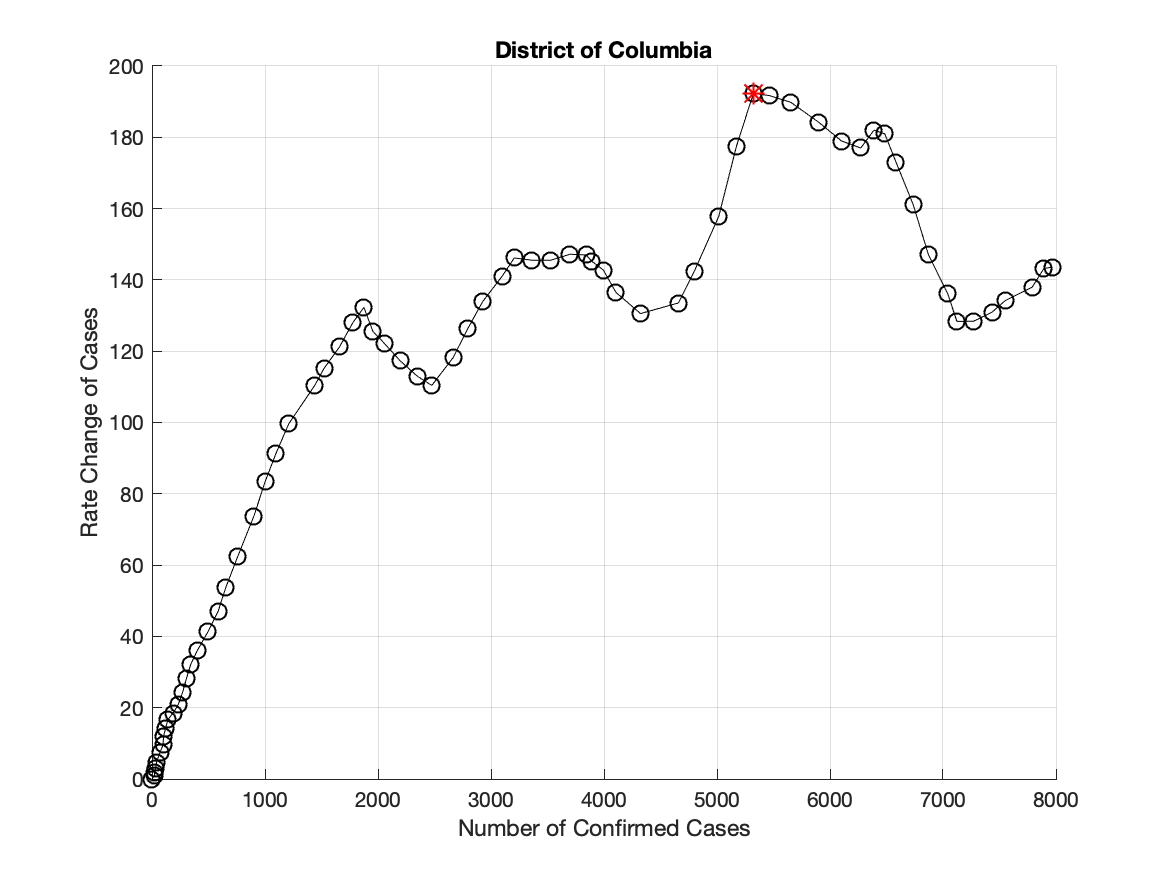 District of Columbia
200
180
160
140
120
100
80
60
40
20
0
Rate Change of Cases
0 1000 2000 3000 4000 5000 6000 7000 8000
Number of Confirmed Cases